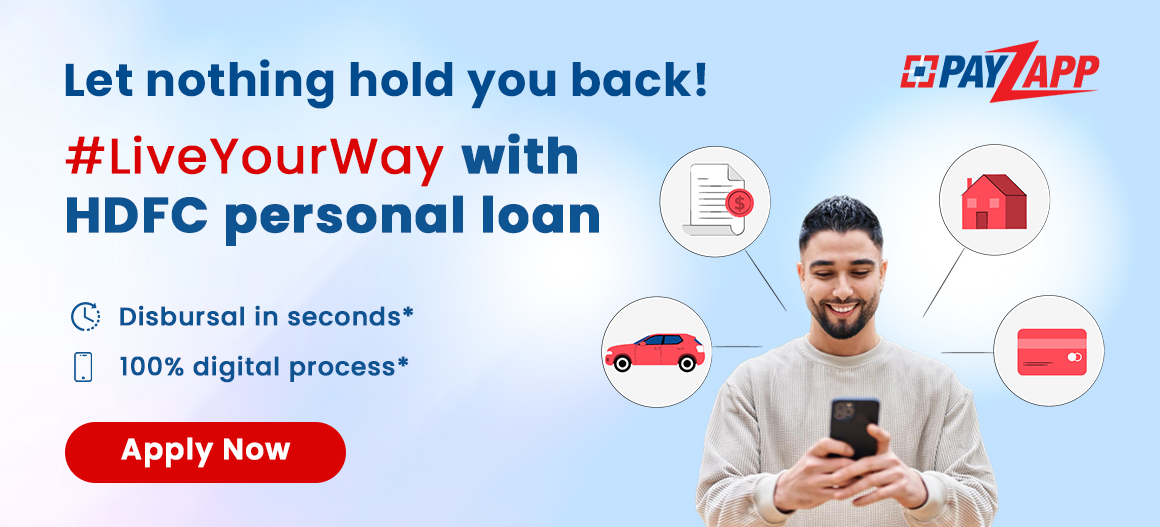 Let nothing hold you back!
PAYZAPP
#LiveYourWay with
HDFC personal loan
$
Disbursal in seconds*
100% digital process*
Apply Now